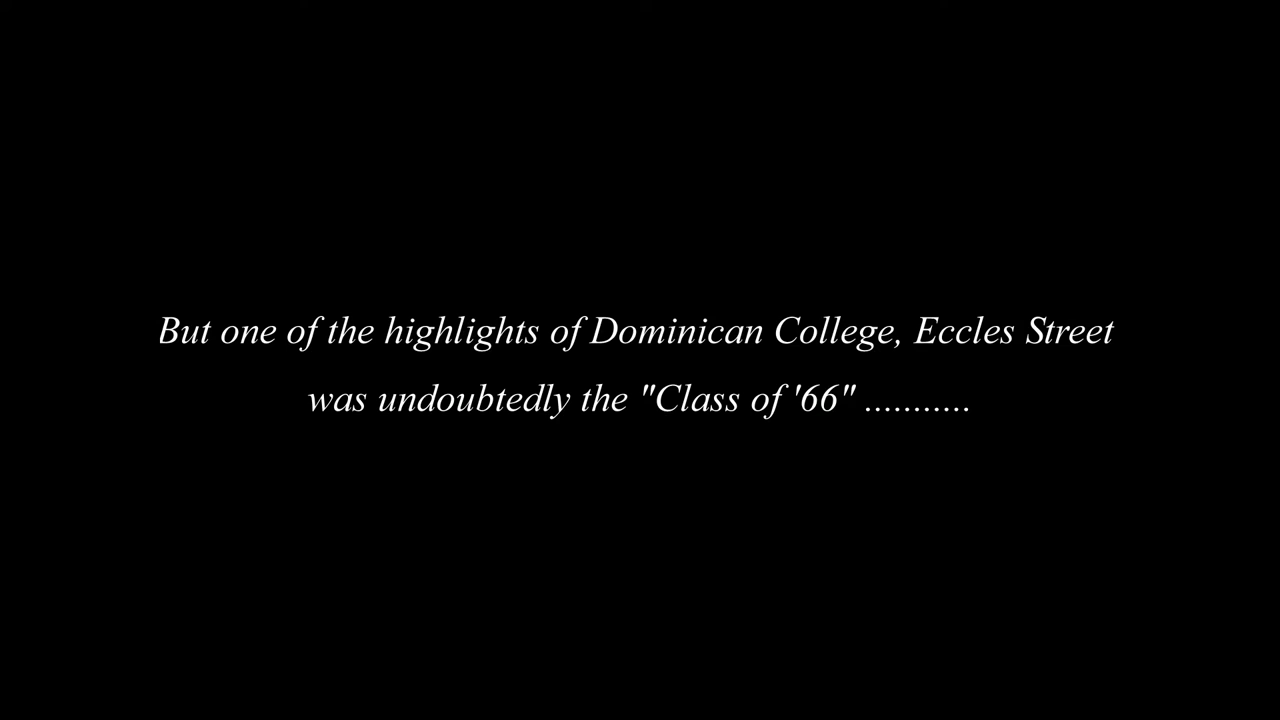 But one of the highlights of Dominican College, Eccles Street
was undoubtedly the "Class of '66" ...........